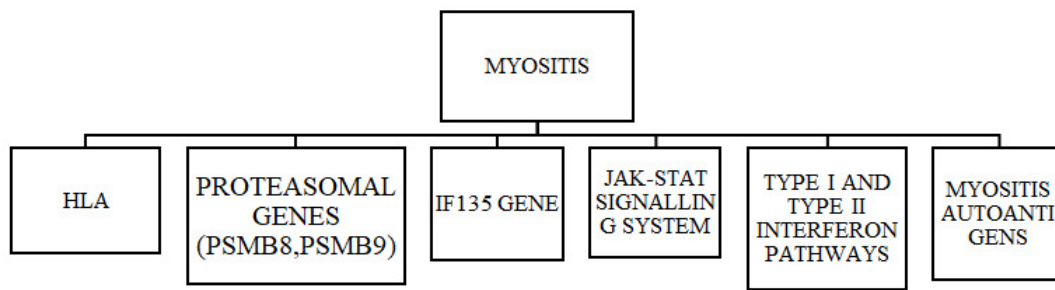 MYOSITIS
HLA
PROTEASOMAL
GENES
(PSMB8,PSMB9)
IF135 GENE
JAK-STAT
SIGNALLIN
G SYSTEM
TYPE I AND
TYPE II
INTERFERON
PATHWAYS
MYOSITIS
AUTOANTI
GENS